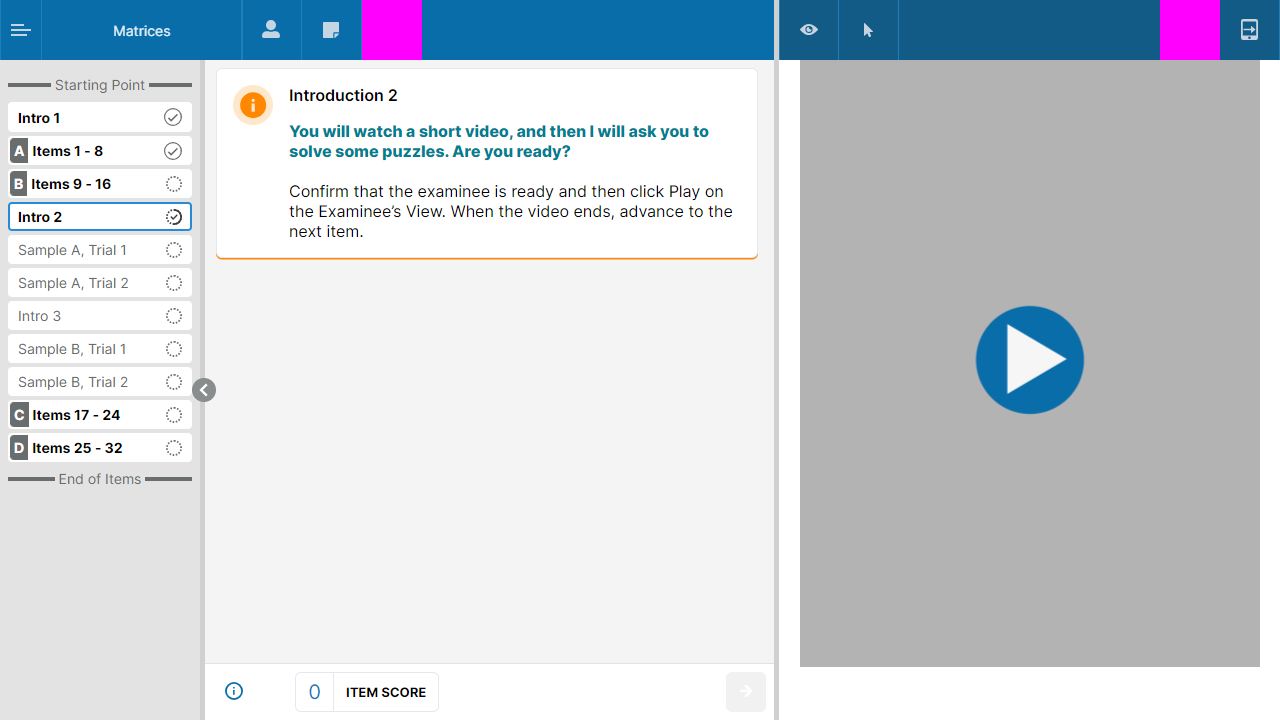 Matrices
Starting Point
Intro 1
A Items 1 - 8
B Items 9 - 16
Intro 2
Sample A, Trial 1
Sample A, Trial 2
Intro 3
Sample B, Trial 1
Sample B, Trial 2
C Items 17 - 24
D Items 25 - 32
End of Items
Introduction 2
You will watch a short video, and then I will ask you to
solve some puzzles. Are you ready?
Confirm that the examinee is ready and then click Play on
the Examinee’s View. When the video ends, advance to the
next item.
0 ITEM SCORE